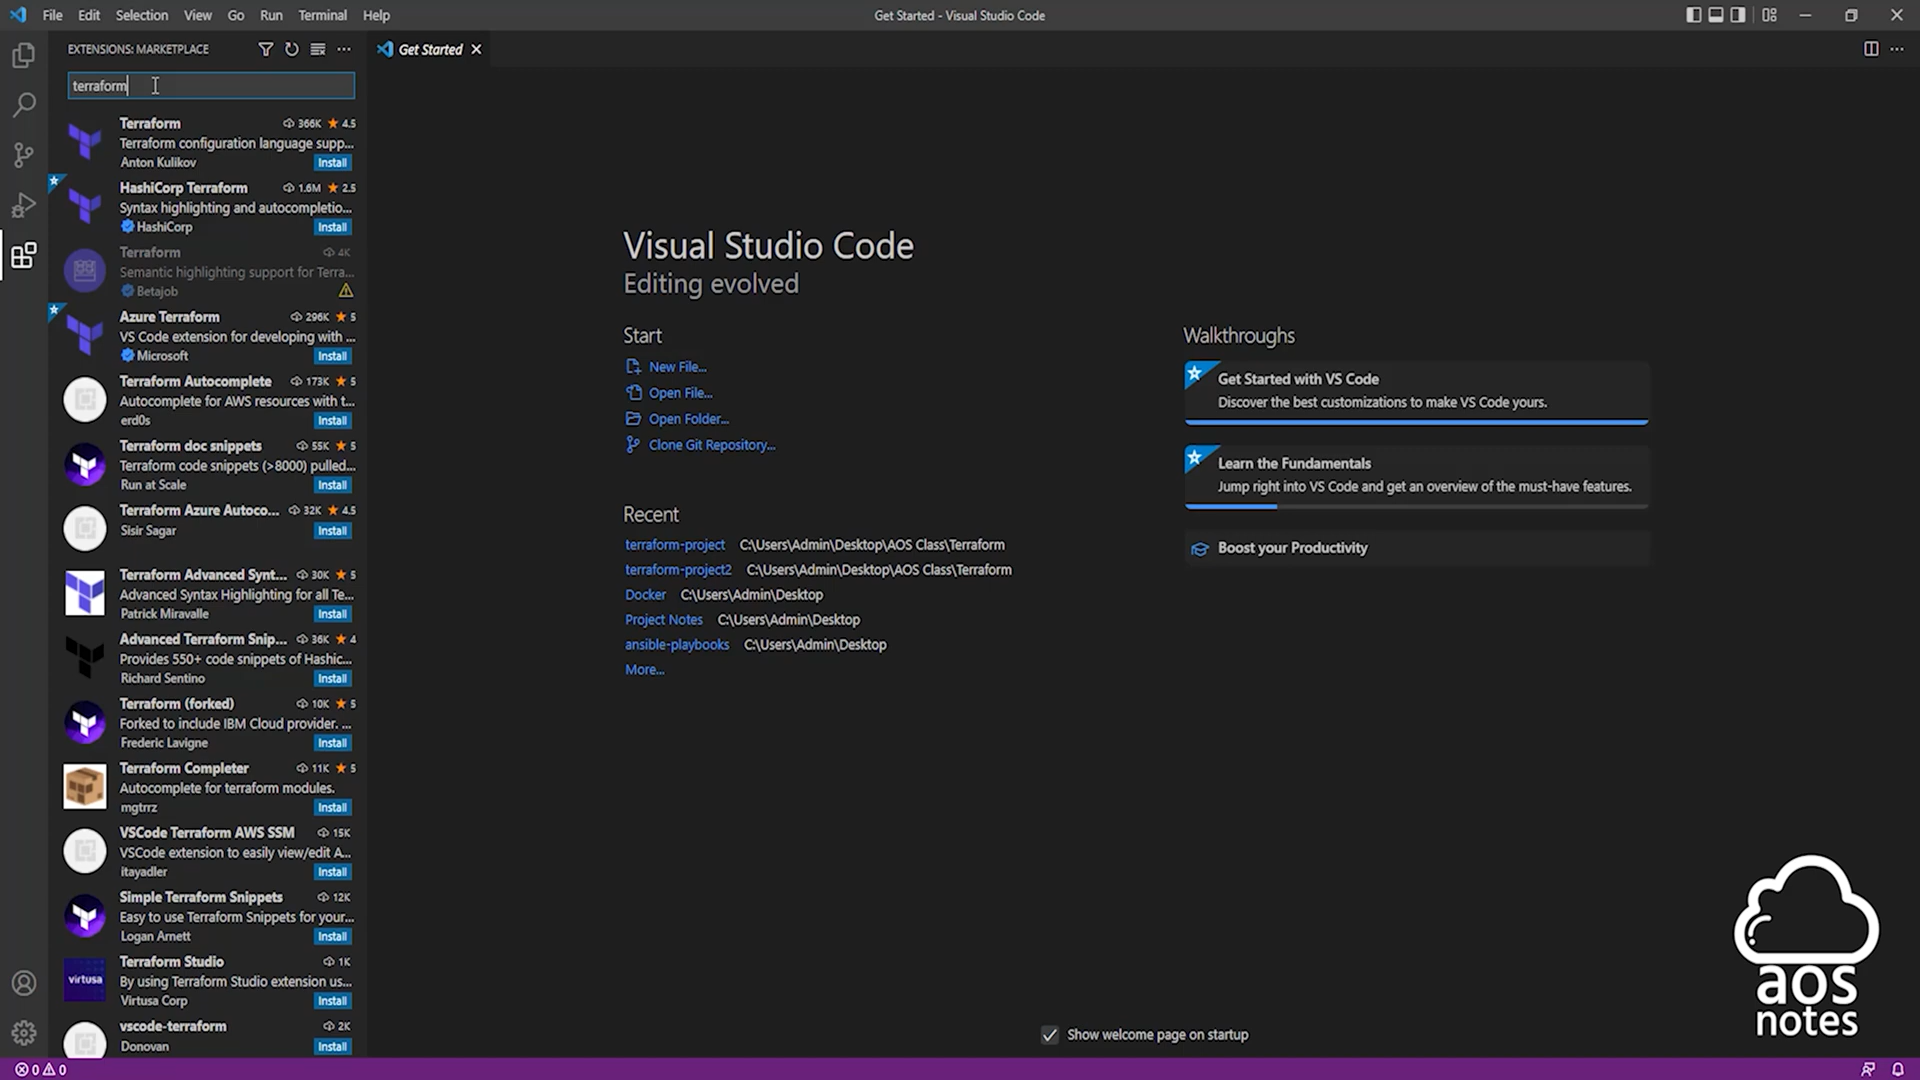 File Edit Selection View Go Run Terminal Help
Get Started - Visual Studio Code
EXTENSIONS: MARKETPLACE
Get Started
terraform
Terraform 366K 4.5
Terraform configuration language supp...
Anton Kulikov Install
HashiCorp Terraform 1.6M 2.5
Syntax highlighting and autocompletio...
HashiCorp Install
Terraform 4K
Semantic highlighting support for Terra...
Betajob
Azure Terraform 296K 5
VS Code extension for developing with ...
Microsoft Install
Terraform Autocomplete 173K 5
Autocomplete for AWS resources with t...
erd0s Install
Terraform doc snippets 55K 5
Terraform code snippets (>8000) pulled...
Run at Scale Install
Terraform Azure Autoco... 32K 4.5
Sisir Sagar Install
Terraform Advanced Synt... 30K 5
Advanced Syntax Highlighting for all Te...
Patrick Miravalle Install
Advanced Terraform Snip... 36K 4
Provides 550+ code snippets of Hashic...
Richard Sentino Install
Terraform (forked) 10K 5
Forked to include IBM Cloud provider. ...
Frederic Lavigne Install
Terraform Completer 11K 5
Autocomplete for terraform modules.
mgtrrz Install
VSCode Terraform AWS SSM 15K
VSCode extension to easily view/edit A...
itayadler Install
Simple Terraform Snippets 12K
Easy to use Terraform Snippets for your...
Logan Arnett Install
virtusa
Terraform Studio 1K
By using Terraform Studio extension us...
Virtusa Corp Install
vscode-terraform 2K
Donovan Install
Visual Studio Code
Editing evolved
Start
New File...
Open File...
Open Folder...
Clone Git Repository...
Recent
terraform-project C:\Users\Admin\Desktop\AOS Class\Terraform
terraform-project2 C:\Users\Admin\Desktop\AOS Class\Terraform
Docker C:\Users\Admin\Desktop
Project Notes C:\Users\Admin\Desktop
ansible-playbooks C:\Users\Admin\Desktop
More...
Walkthroughs
Get Started with VS Code
Discover the best customizations to make VS Code yours.
Learn the Fundamentals
Jump right into VS Code and get an overview of the must-have features.
Boost your Productivity
Show welcome page on startup
aos
notes
0 0